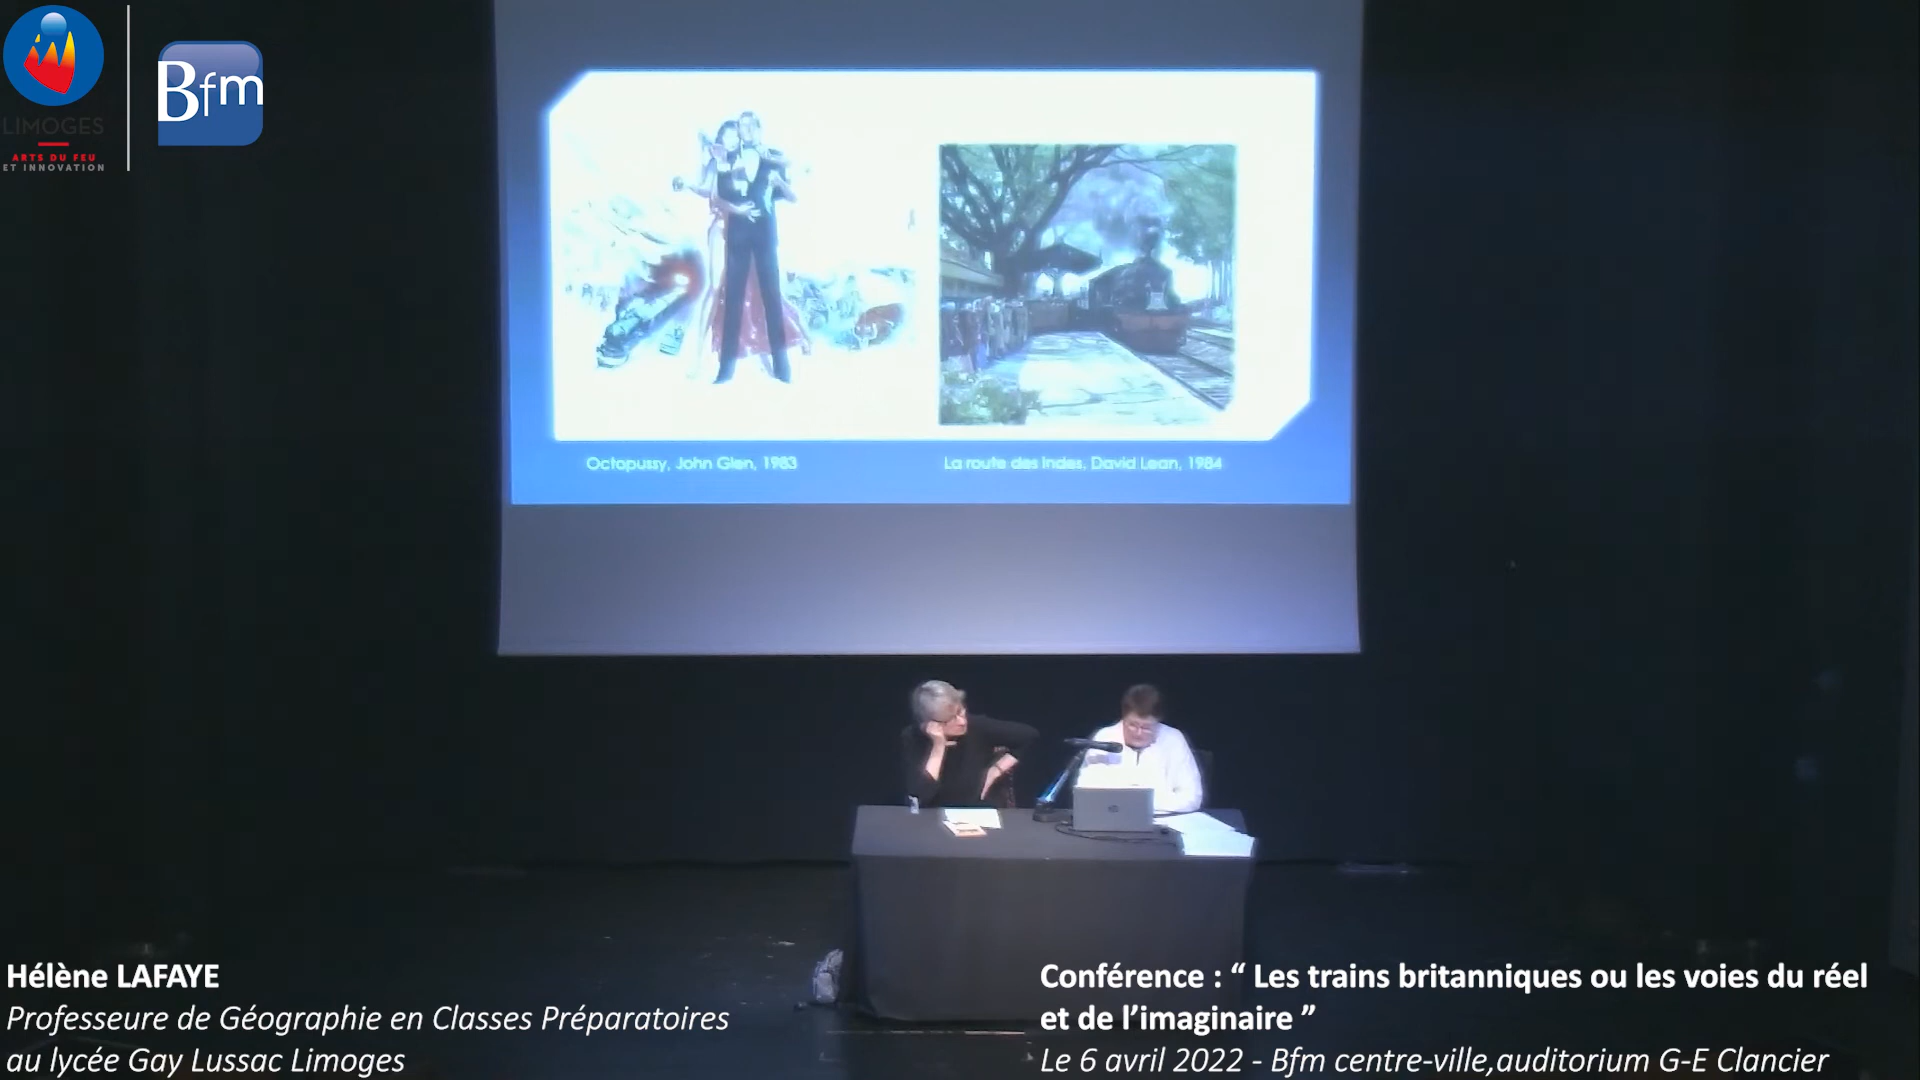 LIMOGES
ARTS DU FEU
ET INNOVATION
Bfm
Octopussy, John Glen, 1983
La route des Indes, David Lean, 1984
Hélène LAFAYE
Professeure de Géographie en Classes Préparatoires
au lycée Gay Lussac Limoges
Conférence : “ Les trains britanniques ou les voies du réel
et de l’imaginaire ”
Le 6 avril 2022 - Bfm centre-ville,auditorium G-E Clancier